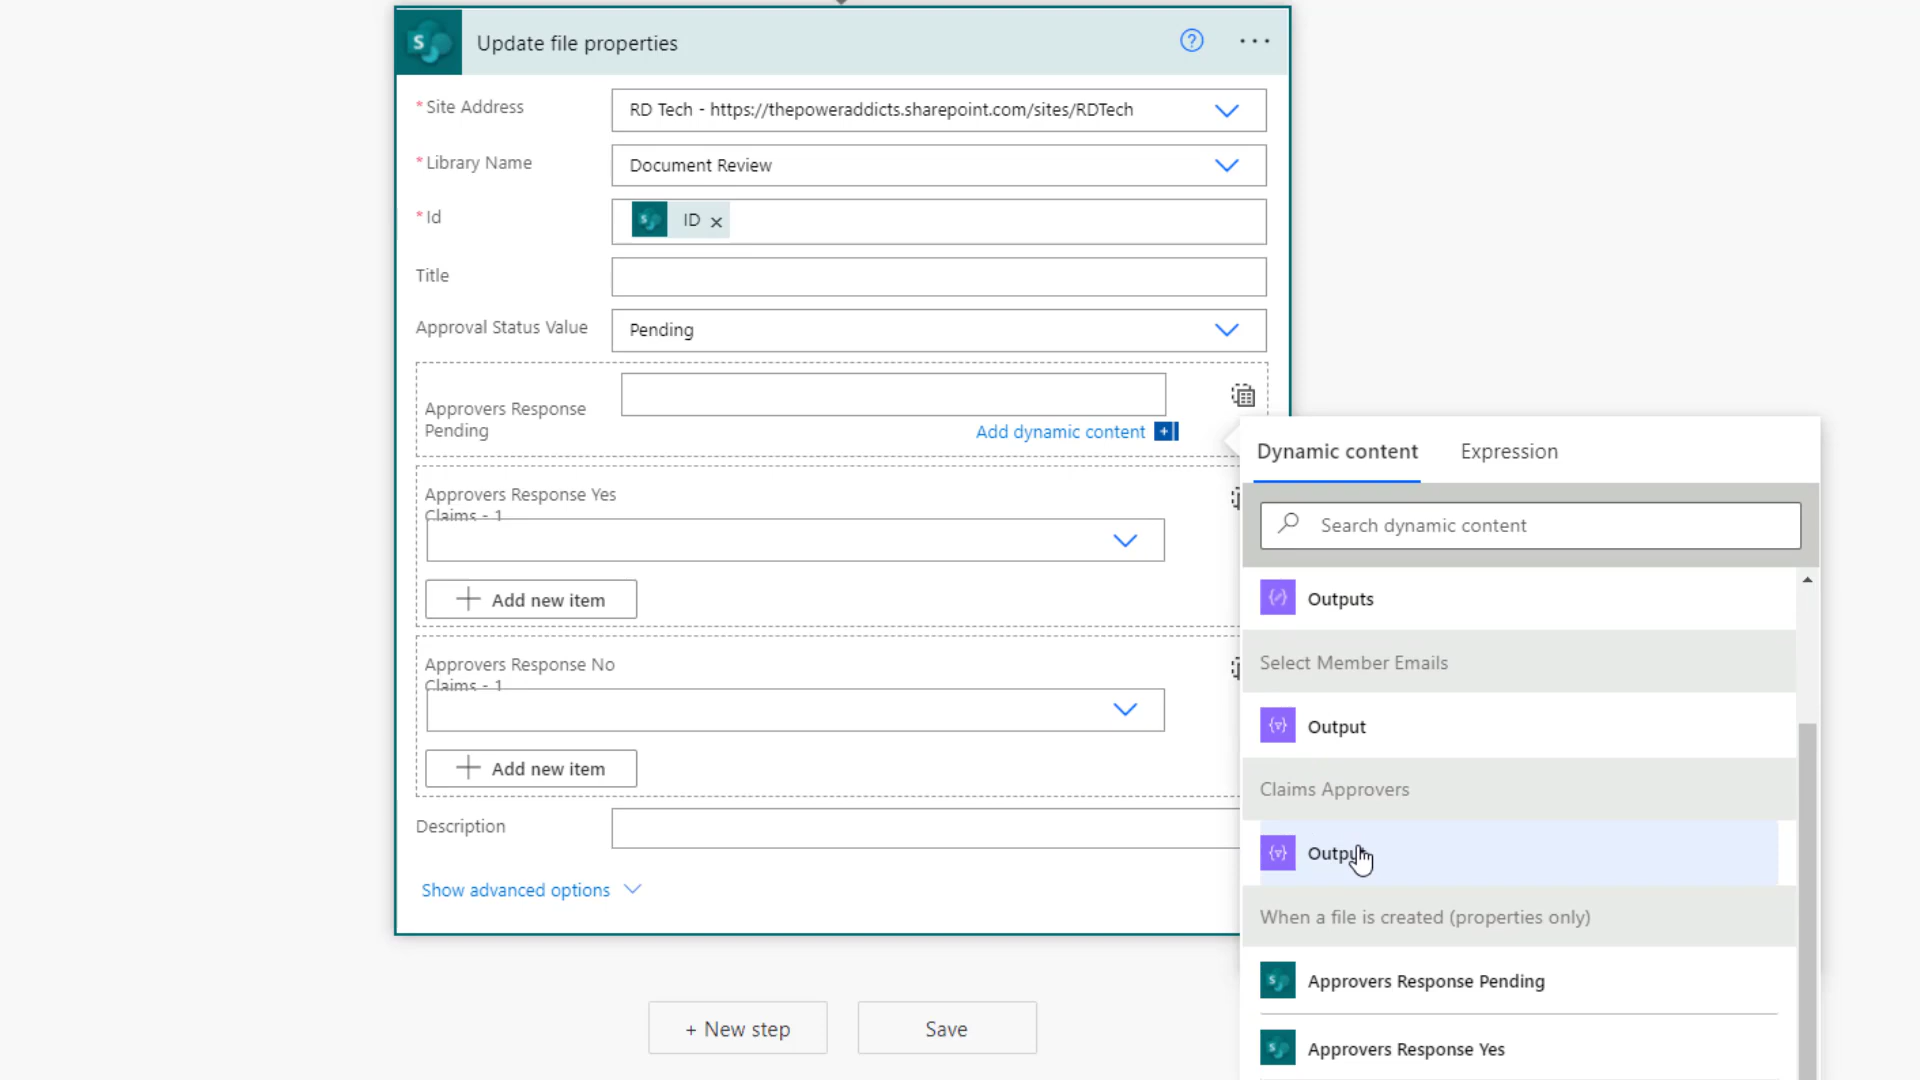 Update file properties
* Site Address
RD Tech - https://thepoweraddicts.sharepoint.com/sites/RDTech
* Library Name
Document Review
* Id
ID ×
Title
Approval Status Value
Pending
Approvers Response
Pending
Add dynamic content
Approvers Response Yes
Claims - 1
+ Add new item
Approvers Response No
Claims - 1
+ Add new item
Description
Show advanced options
+ New step
Save
Dynamic content
Expression
Search dynamic content
Outputs
Select Member Emails
Output
Claims Approvers
Output
When a file is created (properties only)
Approvers Response Pending
Approvers Response Yes